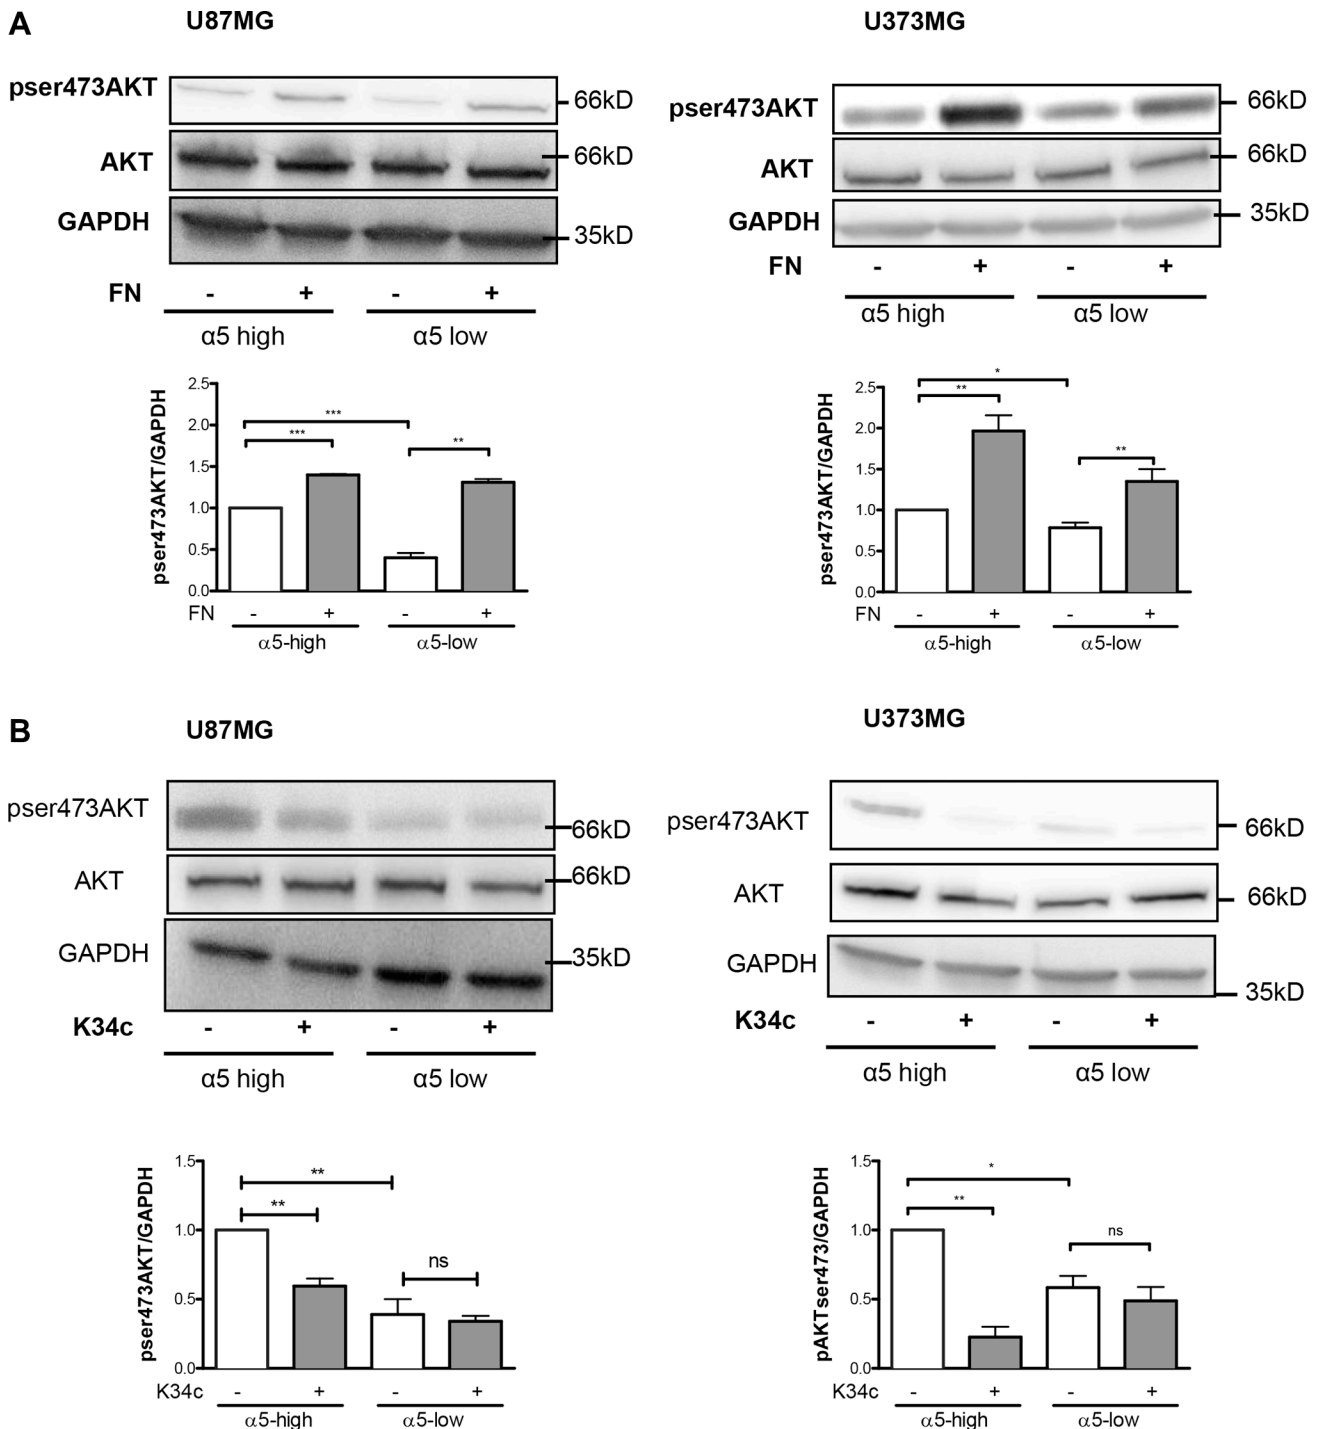 A
U87MG
U373MG
pser473AKT
66kD
AKT
66kD
GAPDH
35kD
FN - + - +
α5 high α5 low
pser473AKT
66kD
AKT
66kD
GAPDH
35kD
FN - + - +
α5 high α5 low
pser473AKT/GAPDH
2.5
2.0
1.5
1.0
0.5
0.0
***
***
**
FN - + - +
α5-high α5-low
pser473AKT/GAPDH
2.5
2.0
1.5
1.0
0.5
0.0
*
**
**
FN - + - +
α5-high α5-low
B
U87MG
U373MG
pser473AKT
66kD
AKT
66kD
GAPDH
35kD
K34c - + - +
α5 high α5 low
pser473AKT
66kD
AKT
66kD
GAPDH
35kD
K34c - + - +
α5 high α5 low
pser473AKT/GAPDH
1.5
1.0
0.5
0.0
**
**
ns
K34c - + - +
α5-high α5-low
pAKTser473/GAPDH
1.5
1.0
0.5
0.0
*
**
ns
K34c - + - +
α5-high α5-low